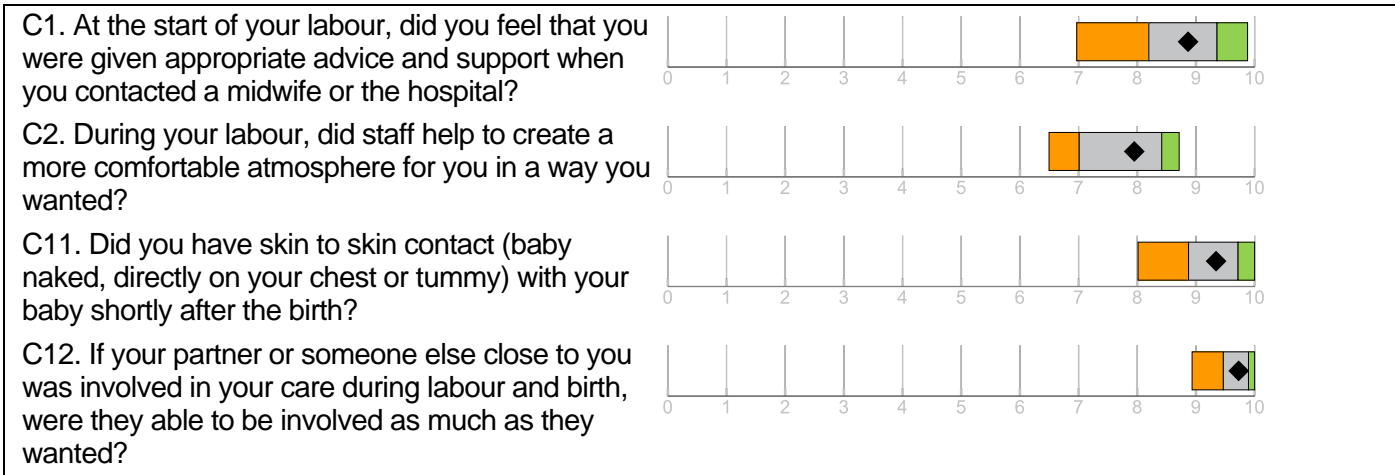 C1. At the start of your labour, did you feel that you
were given appropriate advice and support when
you contacted a midwife or the hospital?
0 1 2 3 4 5 6 7 8 9 10
C2. During your labour, did staff help to create a
more comfortable atmosphere for you in a way you
wanted?
0 1 2 3 4 5 6 7 8 9 10
C11. Did you have skin to skin contact (baby
naked, directly on your chest or tummy) with your
baby shortly after the birth?
0 1 2 3 4 5 6 7 8 9 10
C12. If your partner or someone else close to you
was involved in your care during labour and birth,
were they able to be involved as much as they
wanted?
0 1 2 3 4 5 6 7 8 9 10